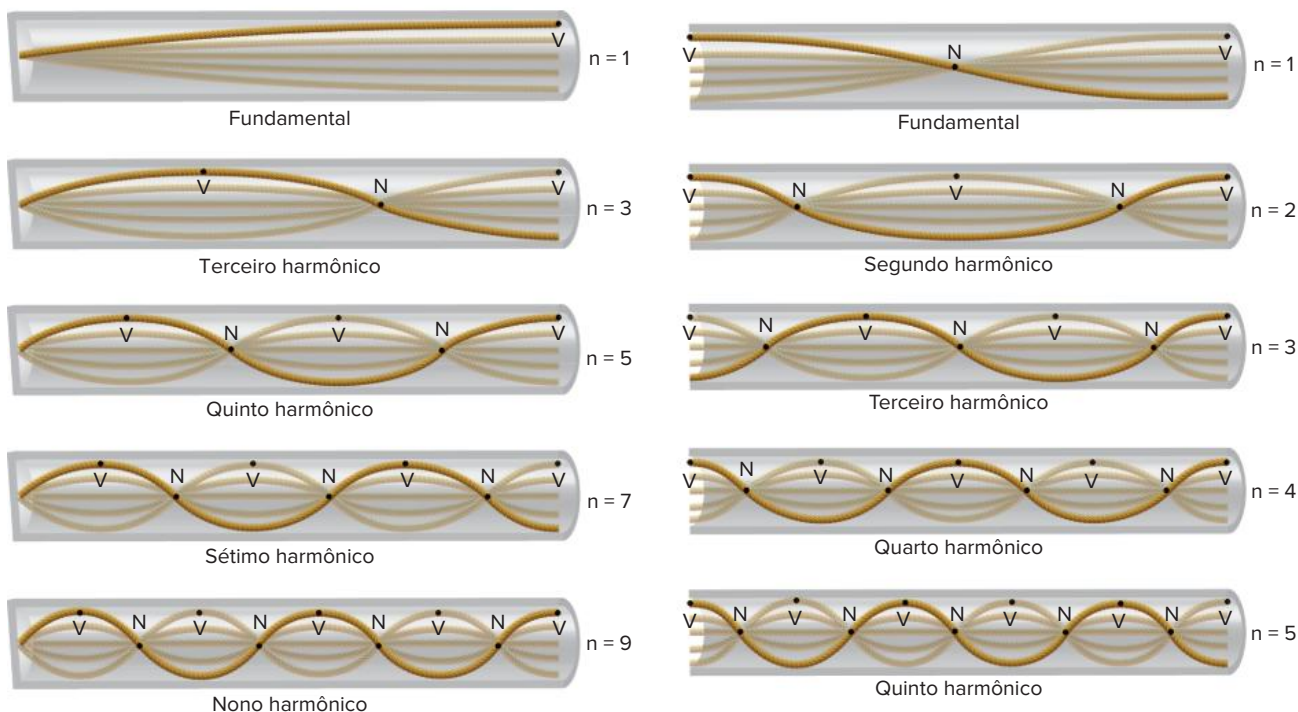 V
n = 1
Fundamental
V
N
V
n = 3
Terceiro harmônico
V
N
V
N
V
n = 5
Quinto harmônico
V
N
V
N
V
N
V
n = 7
Sétimo harmônico
V
N
V
N
V
N
V
N
V
n = 9
Nono harmônico
V
N
V
n = 1
Fundamental
V
N
V
N
V
n = 2
Segundo harmônico
V
N
V
N
V
N
V
n = 3
Terceiro harmônico
V
N
V
N
V
N
V
N
V
n = 4
Quarto harmônico
V
N
V
N
V
N
V
N
V
N
V
n = 5
Quinto harmônico